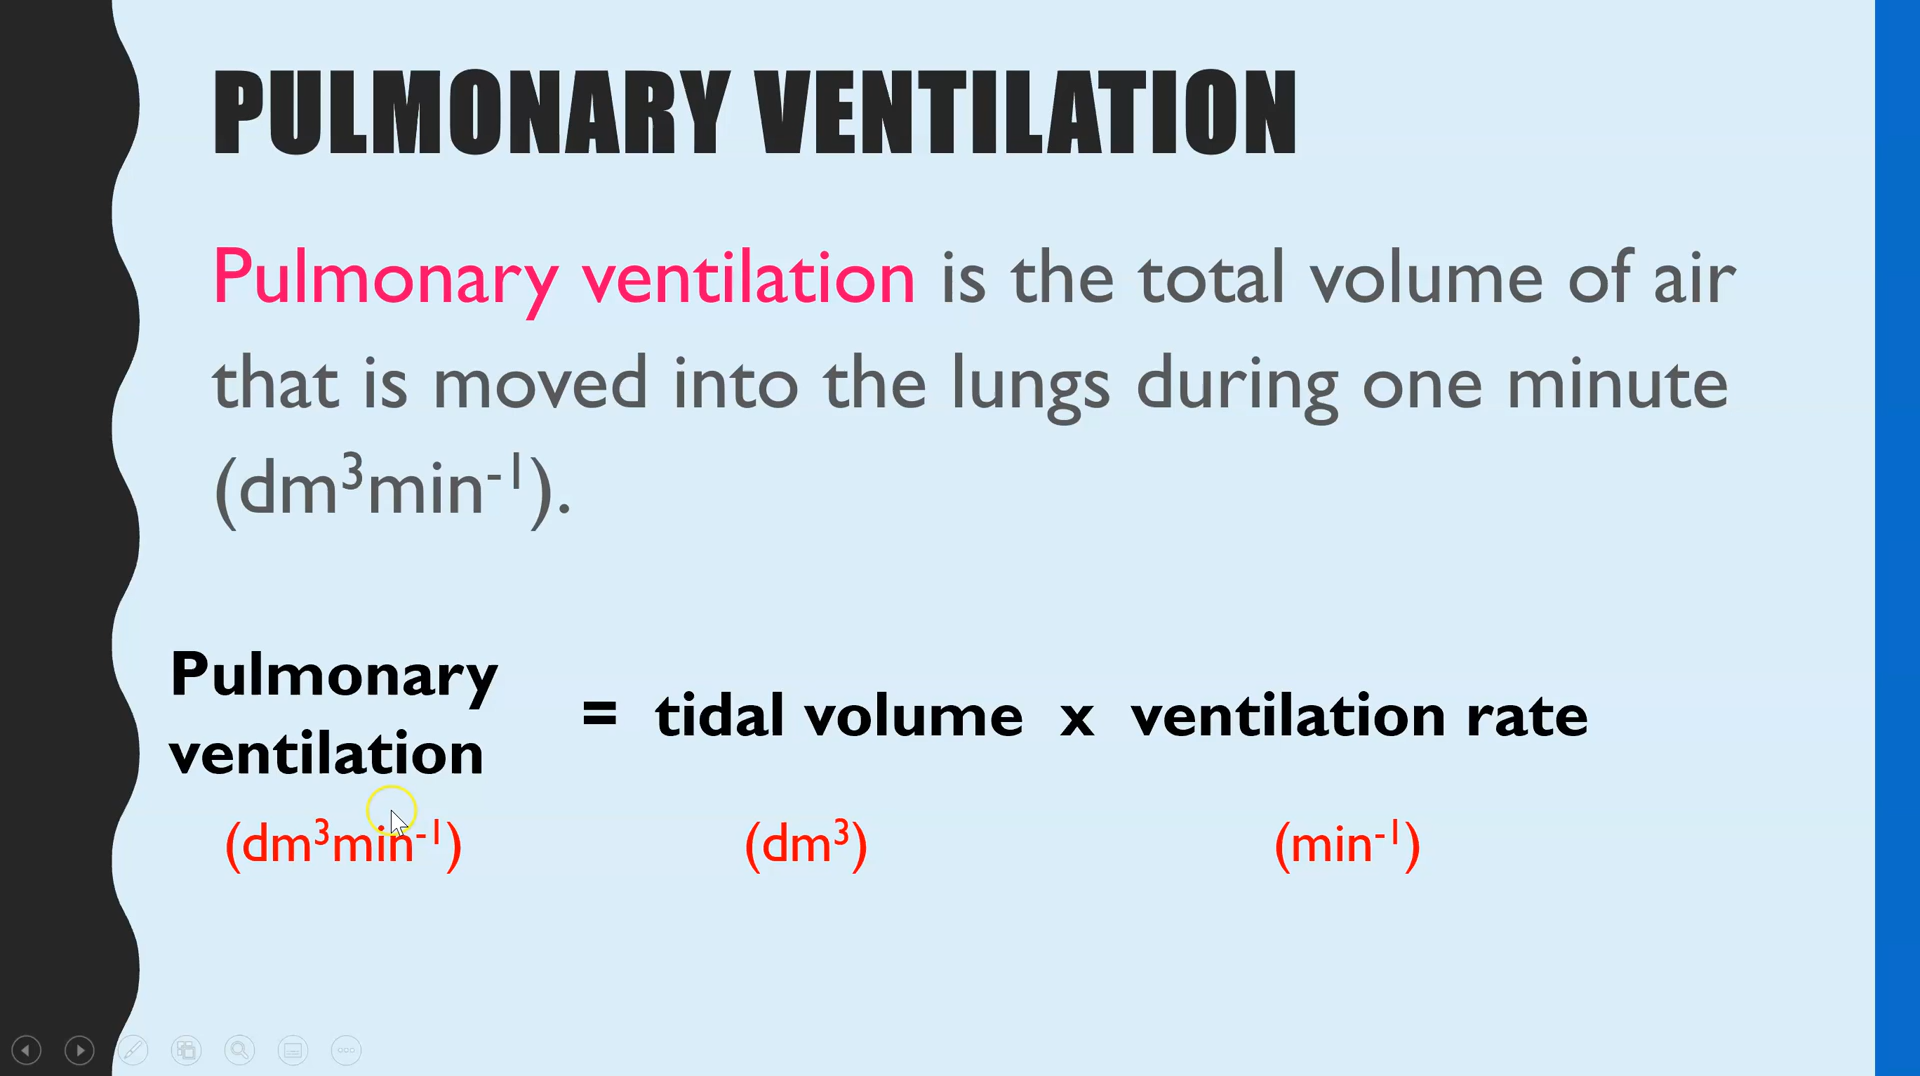 PULMONARY VENTILATION
Pulmonary ventilation is the total volume of air
that is moved into the lungs during one minute
(dm³min⁻¹).
Pulmonary
ventilation
= tidal volume x ventilation rate
(dm³min⁻¹) (dm³) (min⁻¹)